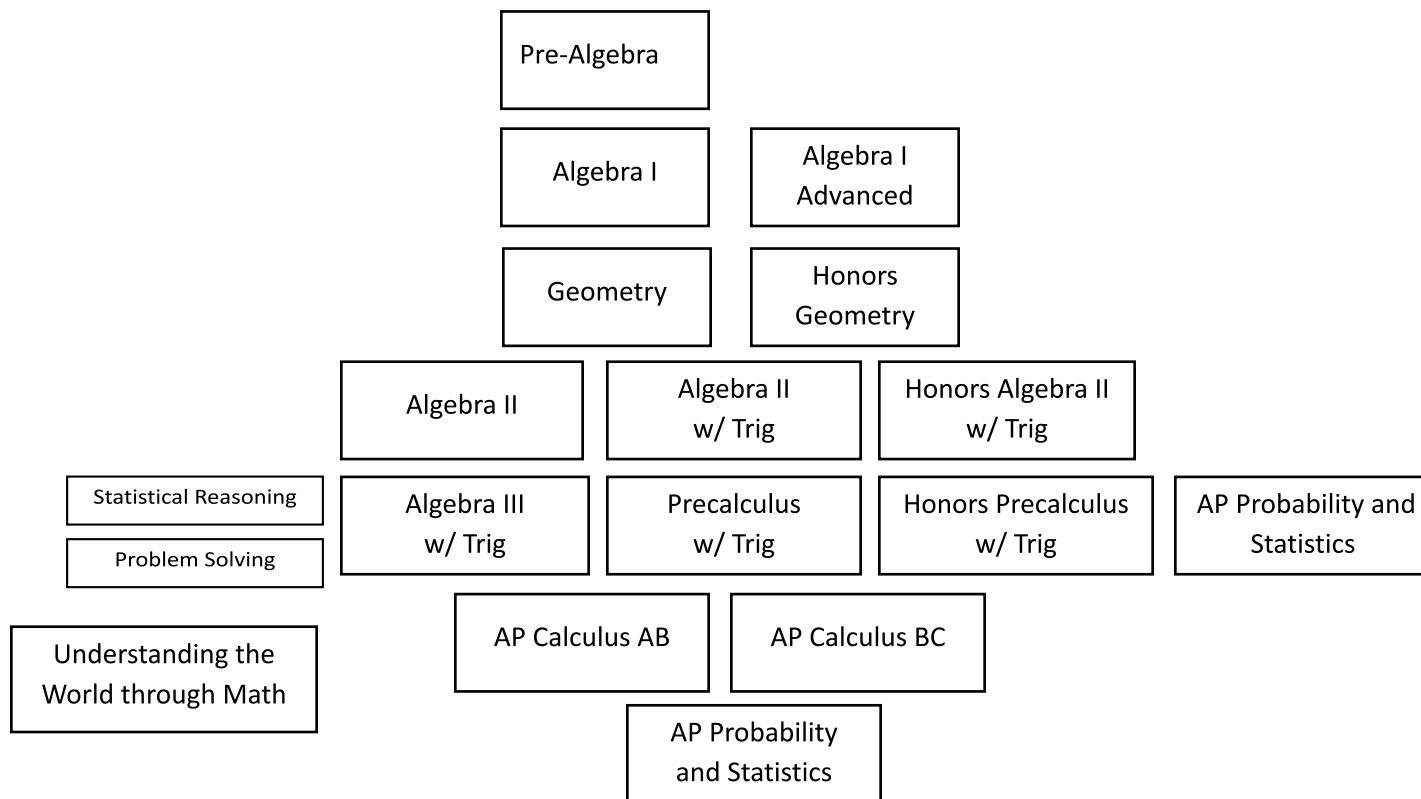 Pre-Algebra
Algebra I
Algebra I
Advanced
Geometry
Honors
Geometry
Algebra II
Algebra II
w/ Trig
Honors Algebra II
w/ Trig
Statistical Reasoning
Problem Solving
Algebra III
w/ Trig
Precalculus
w/ Trig
Honors Precalculus
w/ Trig
AP Probability and
Statistics
Understanding the
World through Math
AP Calculus AB
AP Calculus BC
AP Probability
and Statistics